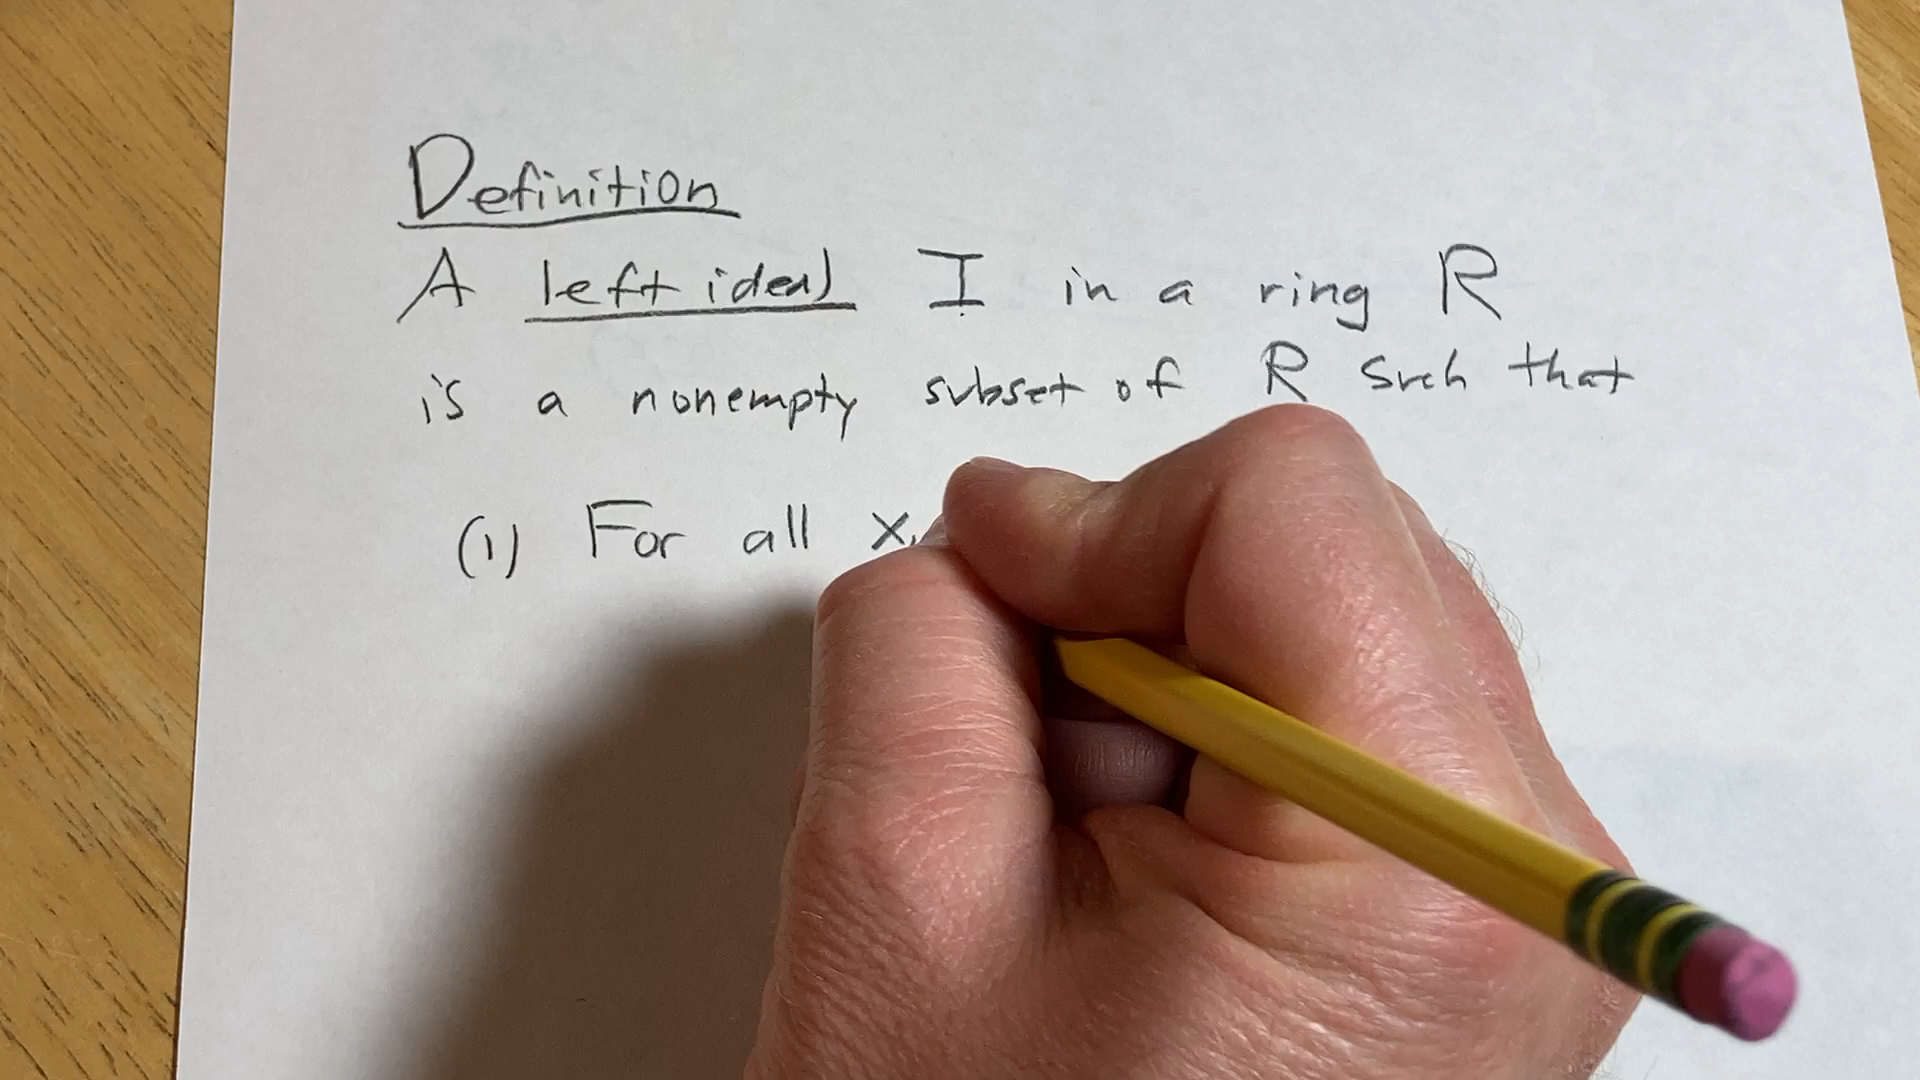 Definition
A left ideal I in a ring R
is a nonempty subset of R such that
(1) For all x,